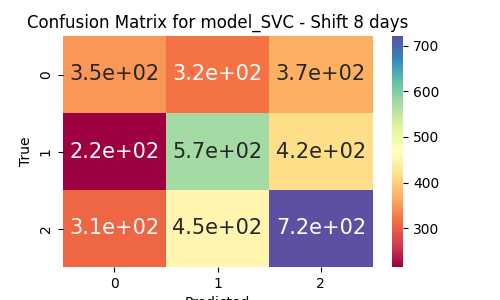 Confusion Matrix for model_SVC - Shift 8 days
True
0
3.5e+02 3.2e+02 3.7e+02
1
2.2e+02 5.7e+02 4.2e+02
2
3.1e+02 4.5e+02 7.2e+02
0 1 2
Predicted
700
600
500
400
300